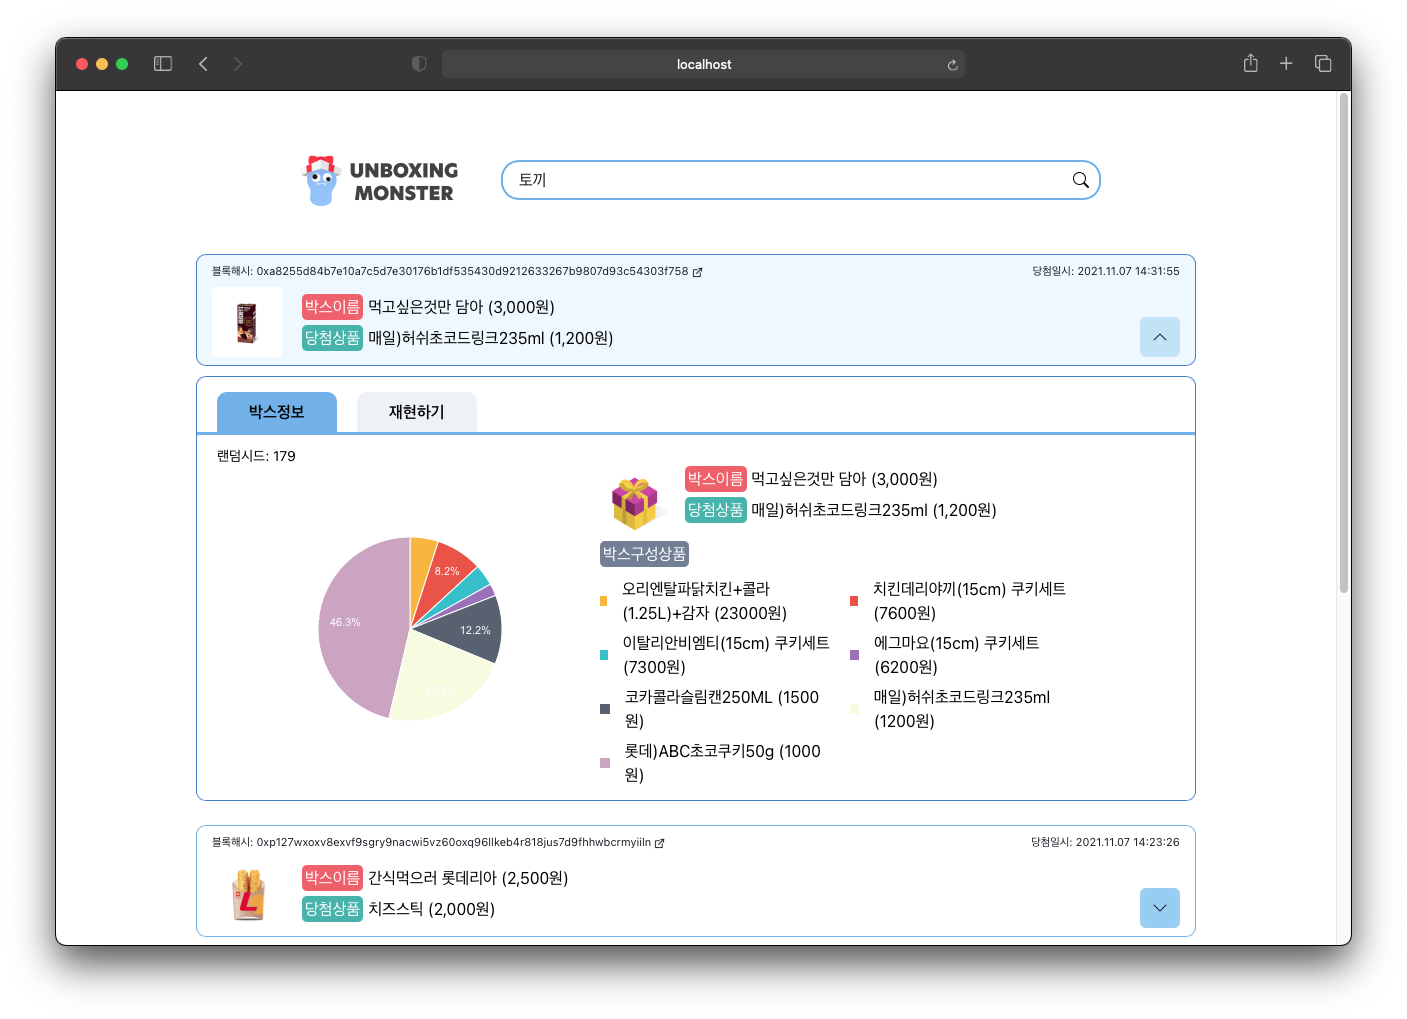 localhost
UNBOXING
MONSTER
토끼
블록해시: 0xa8255d84b7e10a7c5d7e30176b1df535430d9212633267b9807d93c54303f758
당첨일시: 2021.11.07 14:31:55
박스이름 먹고싶은것만 담아 (3,000원)
당첨상품 매일)허쉬초코드링크235ml (1,200원)
박스정보
재현하기
랜덤시드: 179
박스이름 먹고싶은것만 담아 (3,000원)
당첨상품 매일)허쉬초코드링크235ml (1,200원)
박스구성상품
8.2%
12.2%
46.3%
오리엔탈파닭치킨+콜라
(1.25L)+감자 (23000원)
치킨데리야끼(15cm) 쿠키세트
(7600원)
이탈리안비엠티(15cm) 쿠키세트
(7300원)
에그마요(15cm) 쿠키세트
(6200원)
코카콜라슬림캔250ML (1500
원)
매일)허쉬초코드링크235ml
(1200원)
롯데)ABC초코쿠키50g (1000
원)
블록해시: 0xp127wxoxv8exvf9sgry9nacwi5vz60oxq96llkeb4r818jus7d9fhhwbcrmyiiln
당첨일시: 2021.11.07 14:23:26
박스이름 간식먹으러 롯데리아 (2,500원)
당첨상품 치즈스틱 (2,000원)